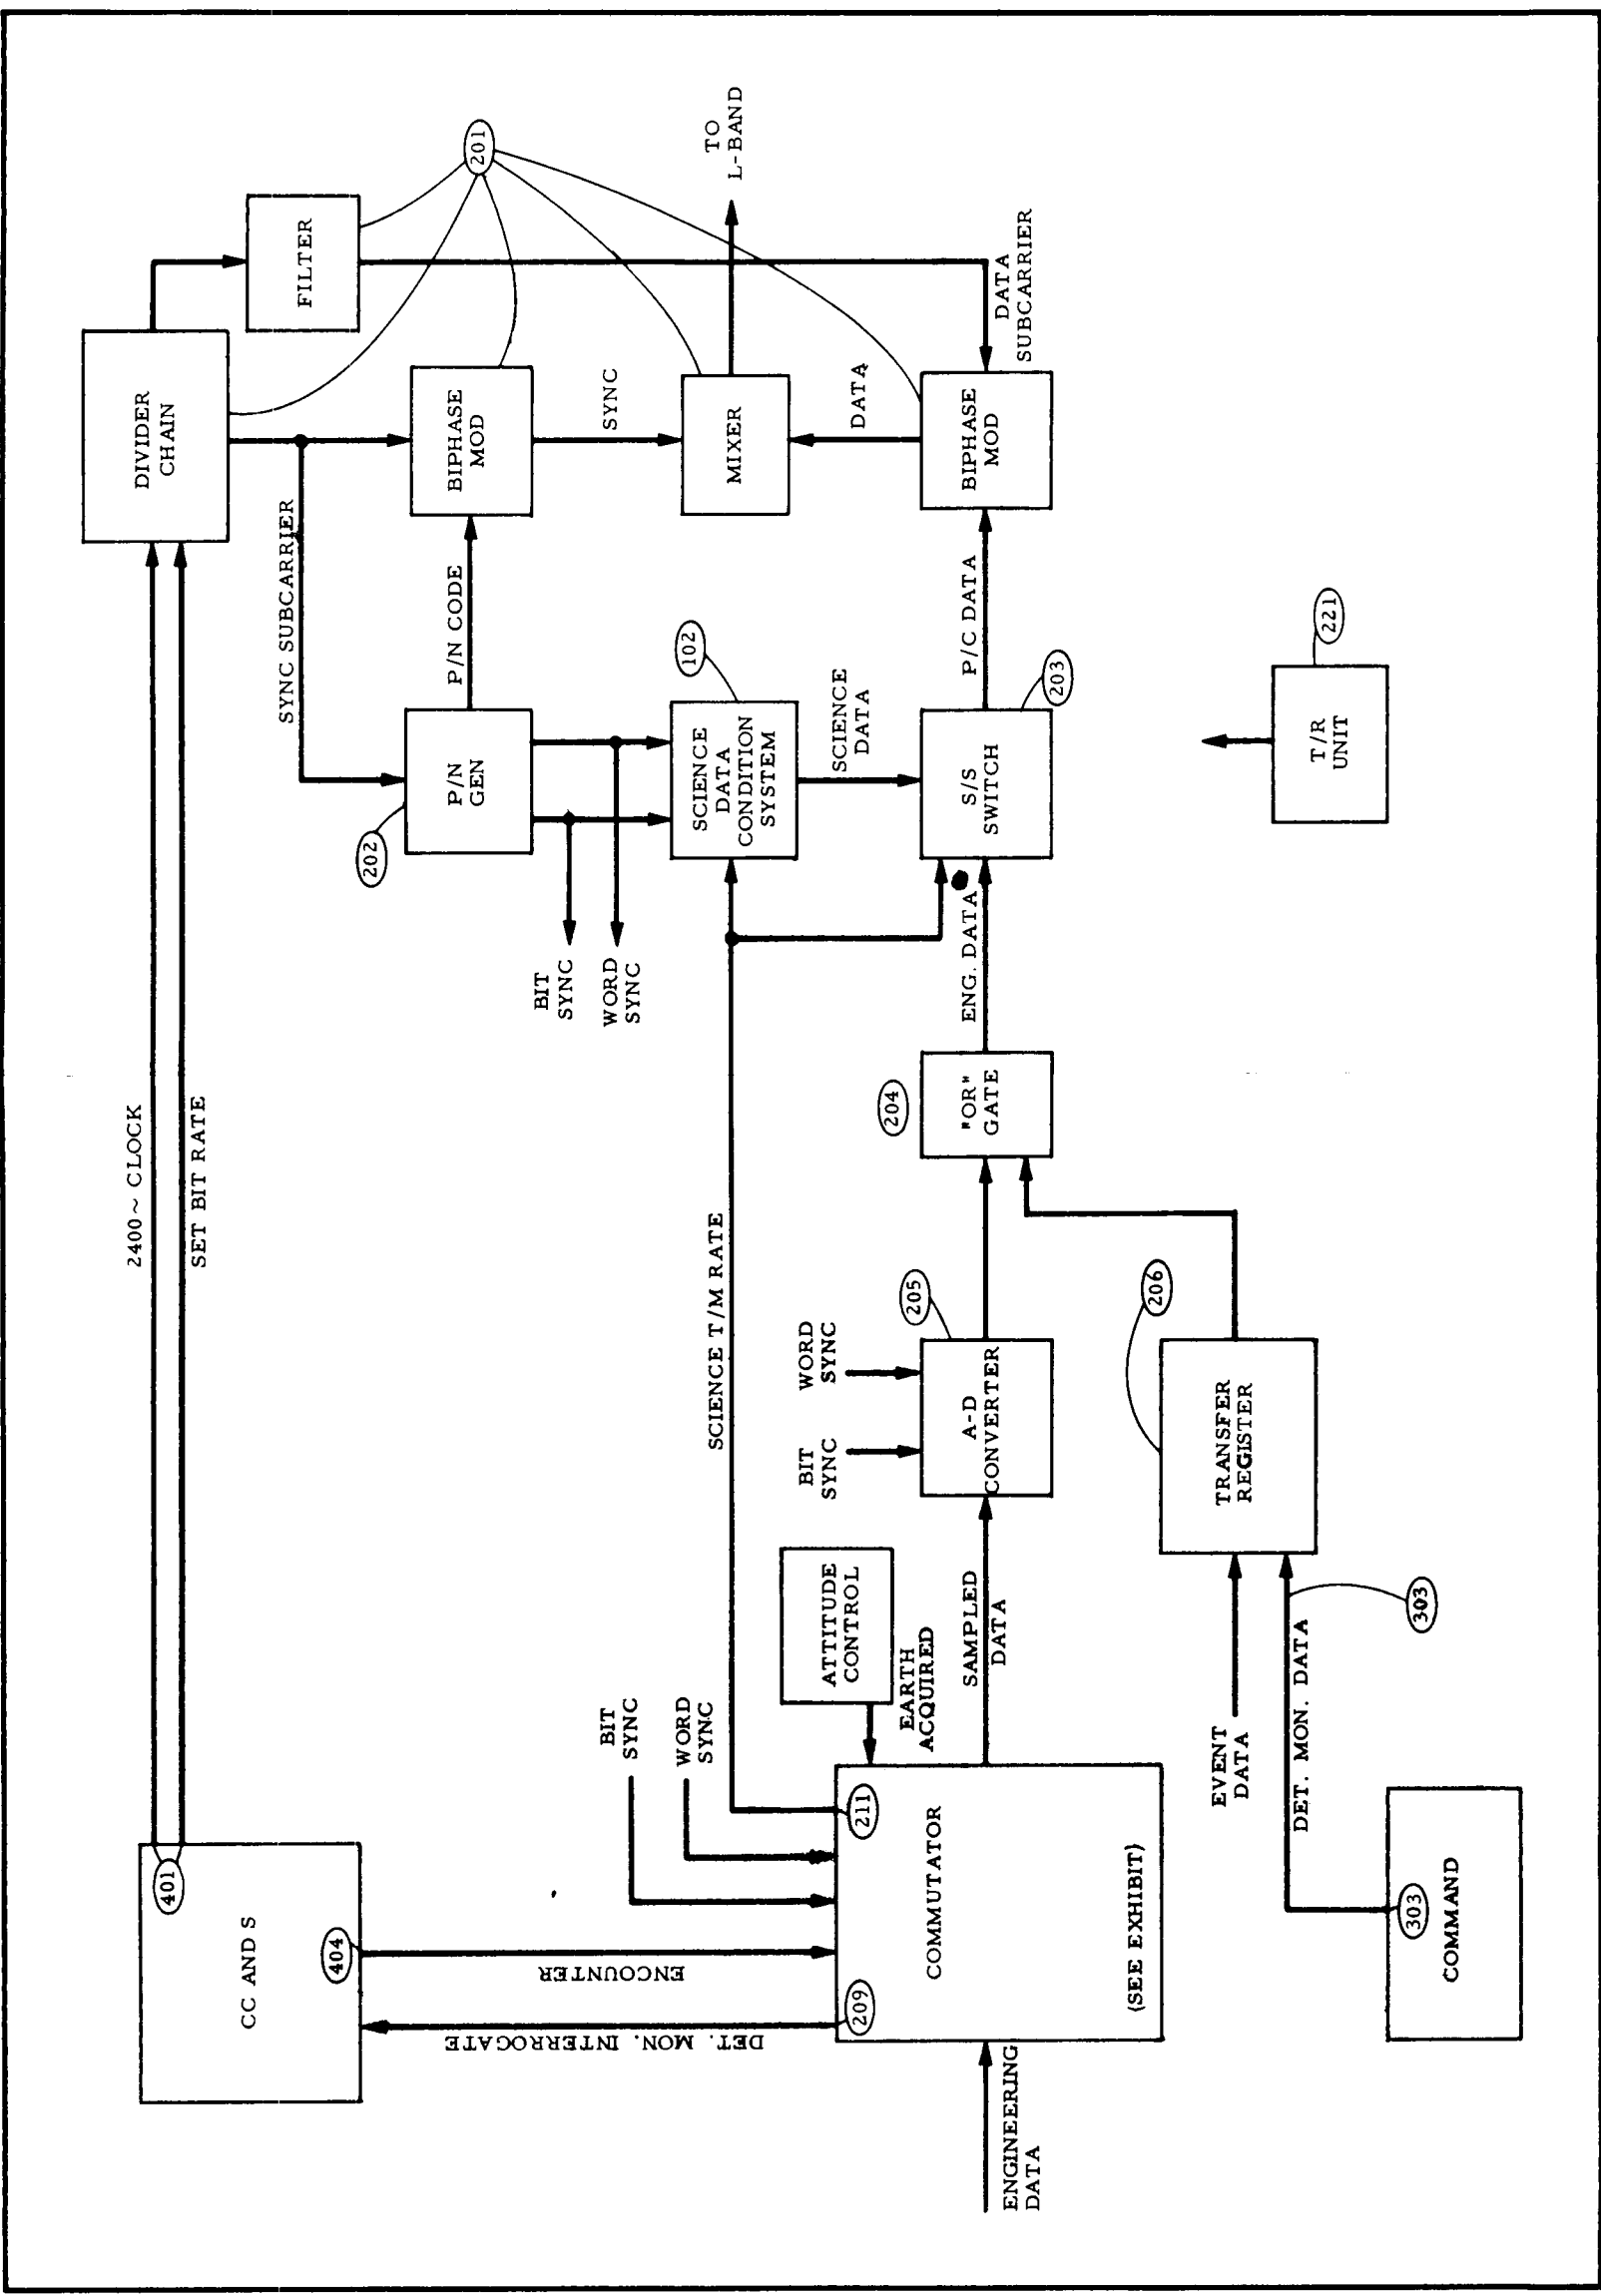 CC AND S
401
404
2400~ CLOCK
SET BIT RATE
DIVIDER
CHAIN
FILTER
201
SYNC SUBCARRIER
P/N
GEN
202
P/N CODE
BIPHASE
MOD
SYNC
MIXER
TO
L-BAND
DATA
BIPHASE
MOD
DATA
SUBCARRIER
BIT
SYNC
WORD
SYNC
SCIENCE
DATA
CONDITION
SYSTEM
102
SCIENCE
DATA
S/S
SWITCH
203
P/C DATA
ENG. DATA
"OR"
GATE
204
SCIENCE T/M RATE
DET. MON. INTERROGATE
ENCOUNTER
BIT
SYNC
WORD
SYNC
209
211
COMMUTATOR
(SEE EXHIBIT)
ENGINEERING
DATA
ATTITUDE
CONTROL
EARTH
ACQUIRED
SAMPLED
DATA
BIT
SYNC
WORD
SYNC
A-D
CONVERTER
205
TRANSFER
REGISTER
206
EVENT
DATA
DET. MON. DATA
303
303
COMMAND
T/R
UNIT
221